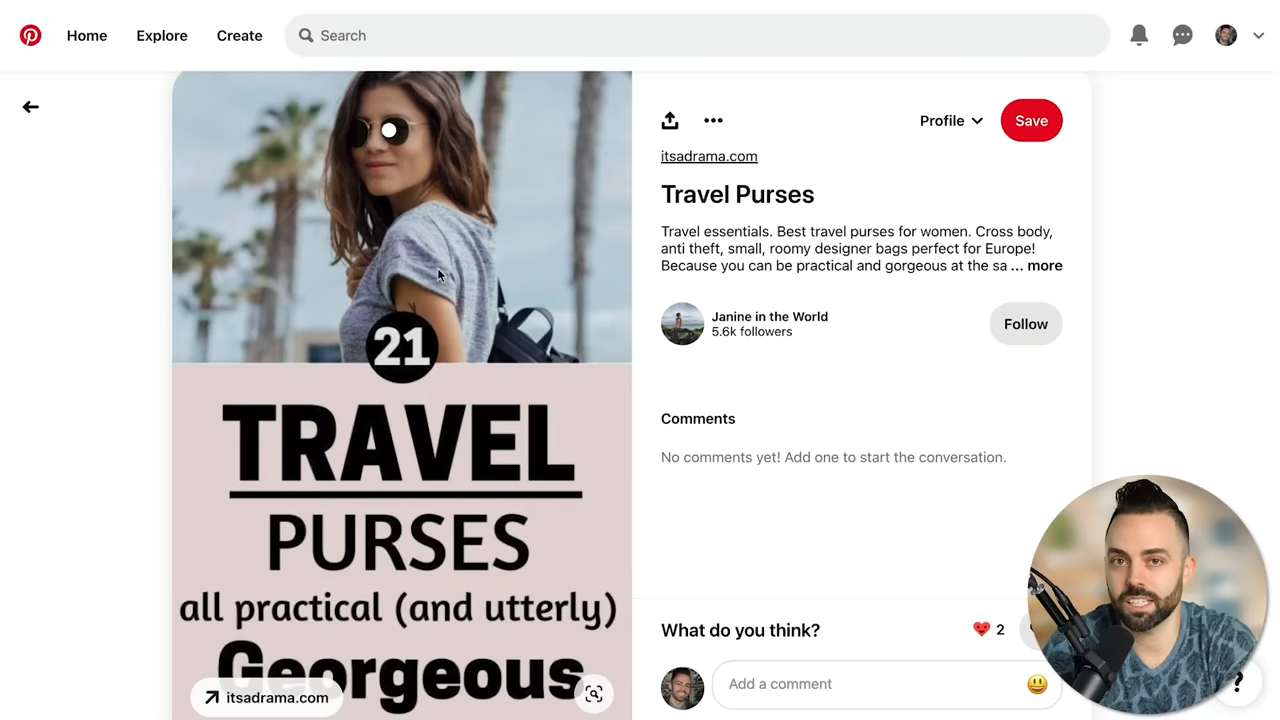 Home Explore Create Search
Profile Save
itsadrama.com
Travel Purses
Travel essentials. Best travel purses for women. Cross body,
anti theft, small, roomy designer bags perfect for Europe!
Because you can be practical and gorgeous at the sa ... more
Janine in the World
5.6k followers
Follow
Comments
No comments yet! Add one to start the conversation.
What do you think?
2
Add a comment
?
21
TRAVEL
PURSES
all practical (and utterly)
Georgeous
itsadrama.com